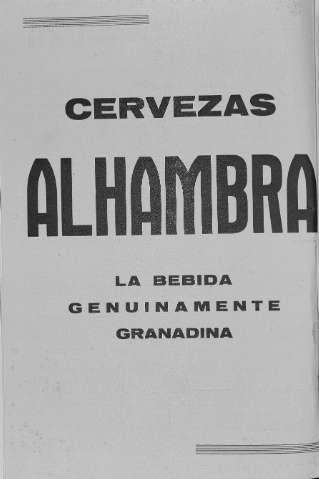 CERVEZAS
ALHAMBRA
LA BEBIDA
GENUINAMENTE
GRANADINA